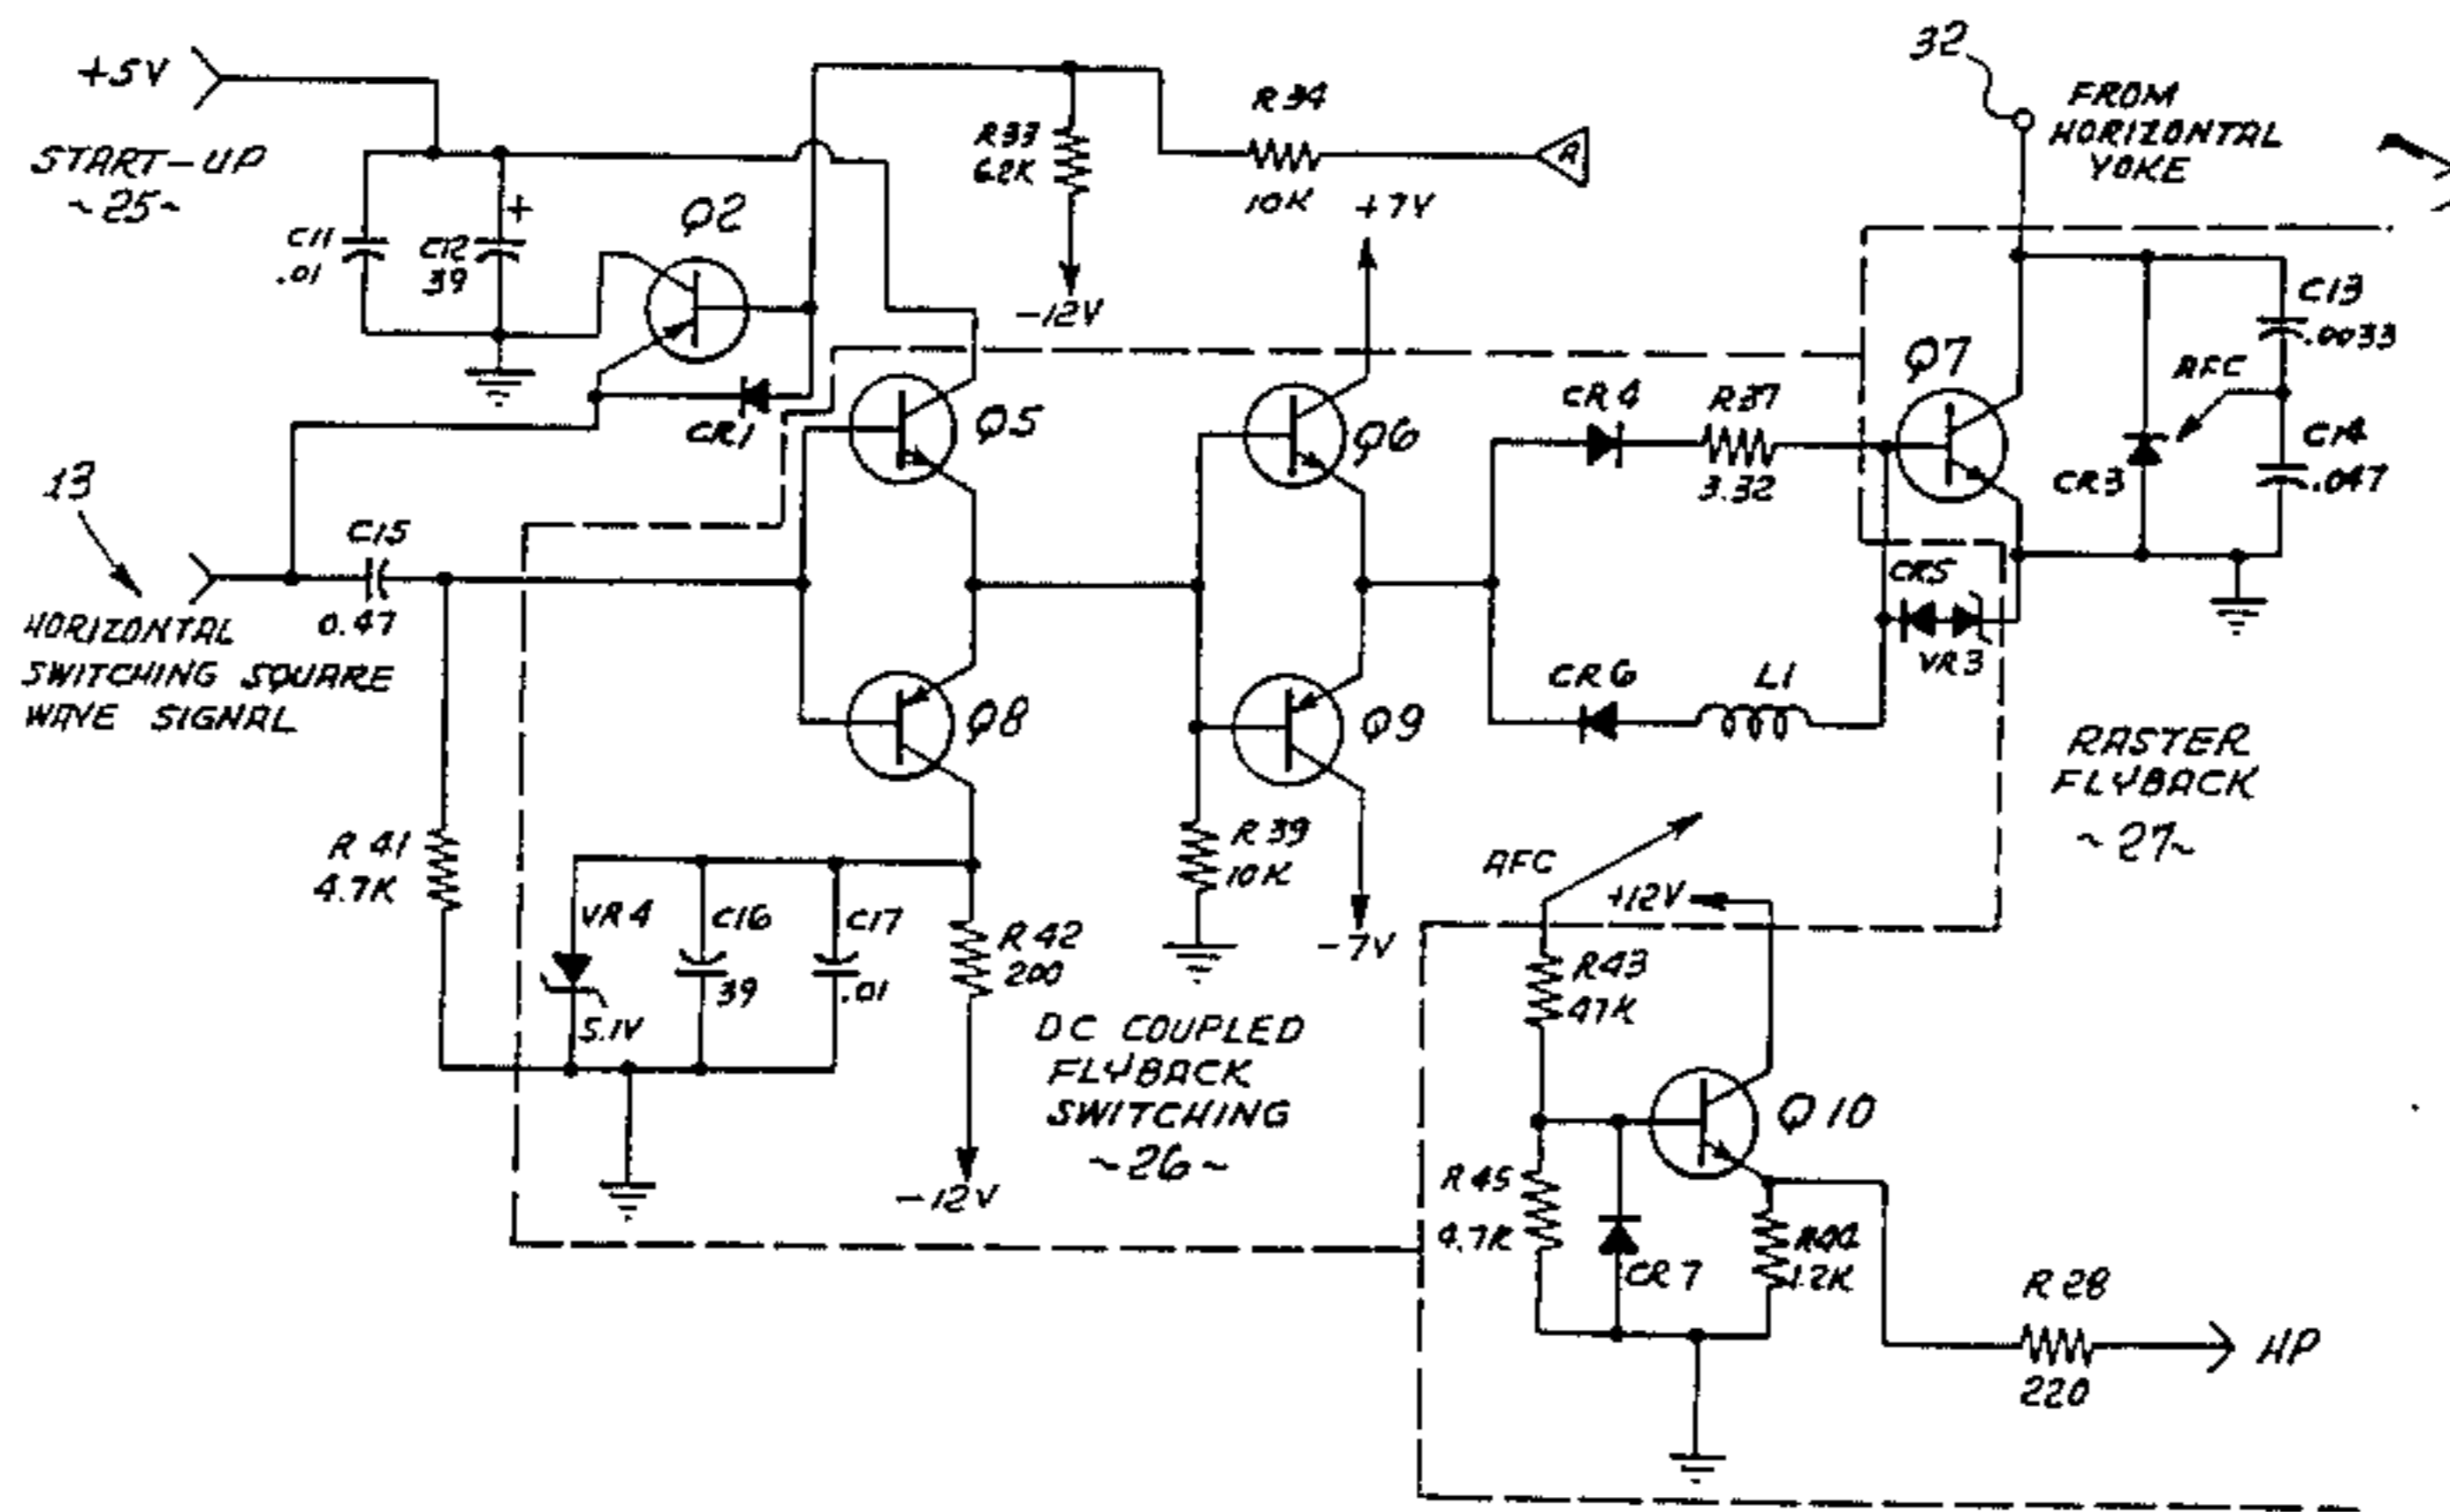 +5V
START-UP
~25~
C11
.01
+
C12
39
Q2
R33
62K
-12V
R34
10K
A
+7V
32
FROM
HORIZONTAL
YOKE
CR1
Q5
Q6
CR4
R37
3.32
Q7
CR3
AFC
C13
.0033
C14
.047
13
HORIZONTAL
SWITCHING SQUARE
WAVE SIGNAL
C15
0.47
Q8
Q9
CR6
L1
CR5
VR3
RASTER
FLYBACK
~27~
R41
4.7K
VR4
5.1V
C16
39
C17
.01
R42
200
-12V
R39
10K
-7V
DC COUPLED
FLYBACK
SWITCHING
~26~
AFC
+12V
R43
47K
Q10
R45
4.7K
CR7
1.2K
R28
220
HP